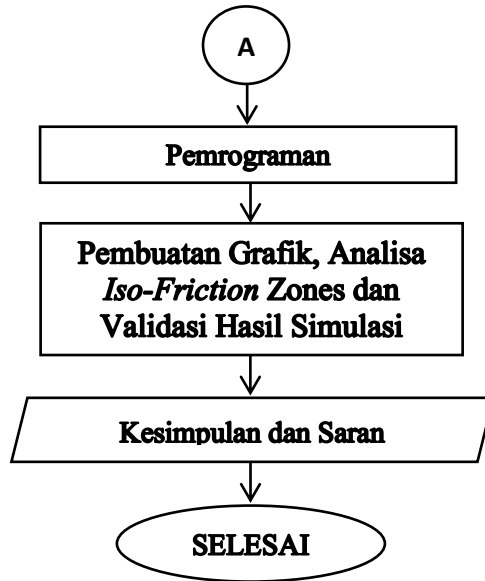 A
Pemrograman
Pembuatan Grafik, Analisa
Iso-Friction Zones dan
Validasi Hasil Simulasi
Kesimpulan dan Saran
SELESAI